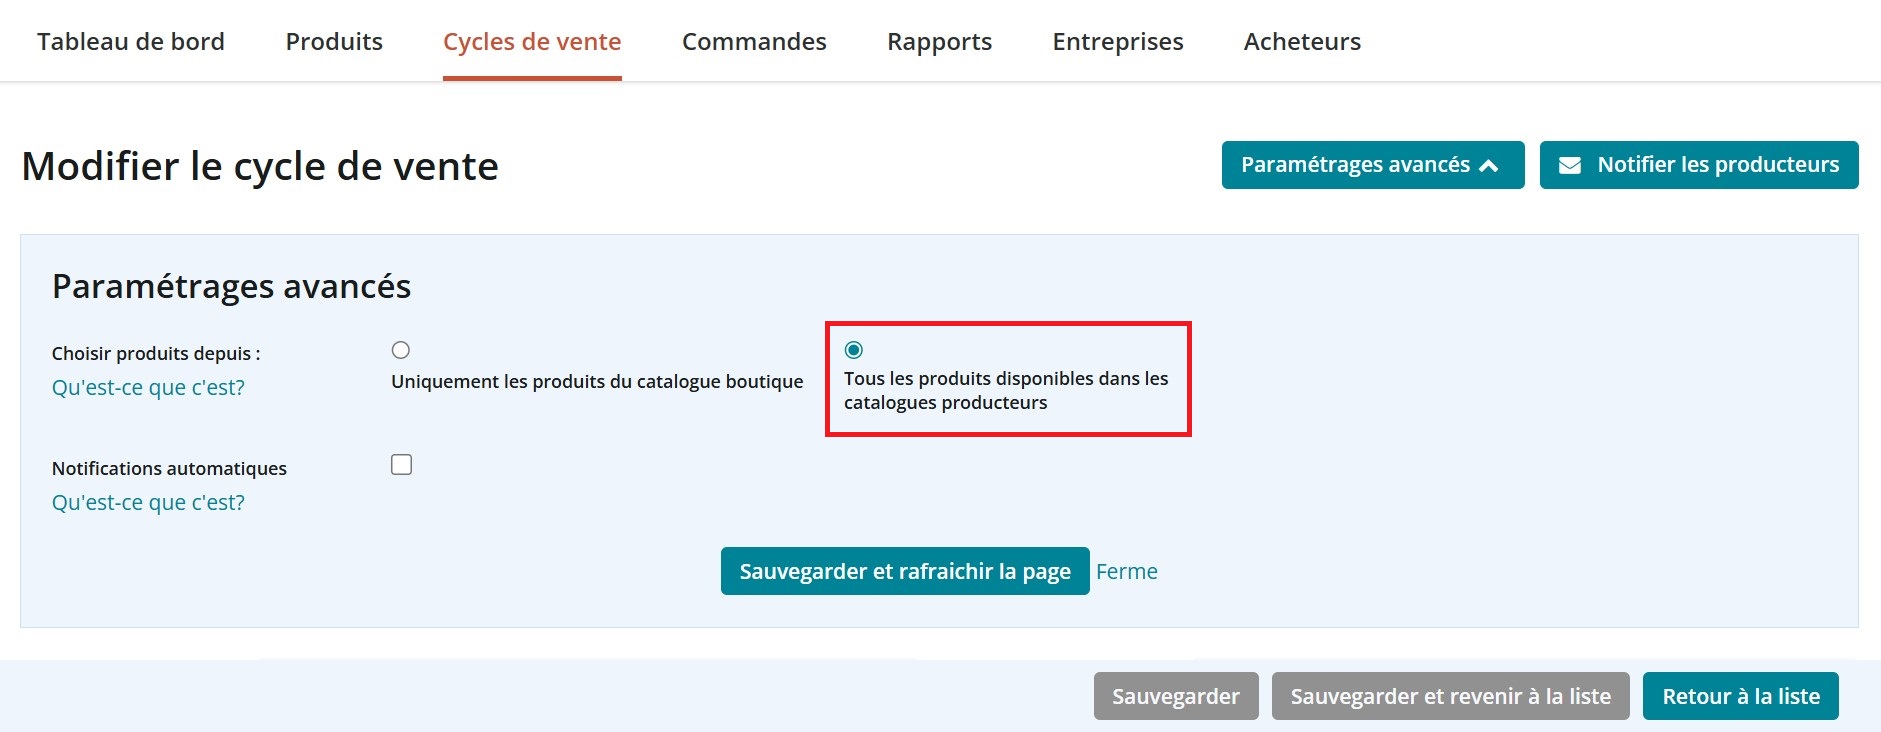 Tableau de bord Produits Cycles de vente Commandes Rapports Entreprises Acheteurs
Modifier le cycle de vente Paramétrages avancés Notifier les producteurs
Paramétrages avancés
Choisir produits depuis :
Qu'est-ce que c'est?
Uniquement les produits du catalogue boutique
Tous les produits disponibles dans les
catalogues producteurs
Notifications automatiques
Qu'est-ce que c'est?
Sauvegarder et rafraichir la page Ferme
Sauvegarder Sauvegarder et revenir à la liste Retour à la liste